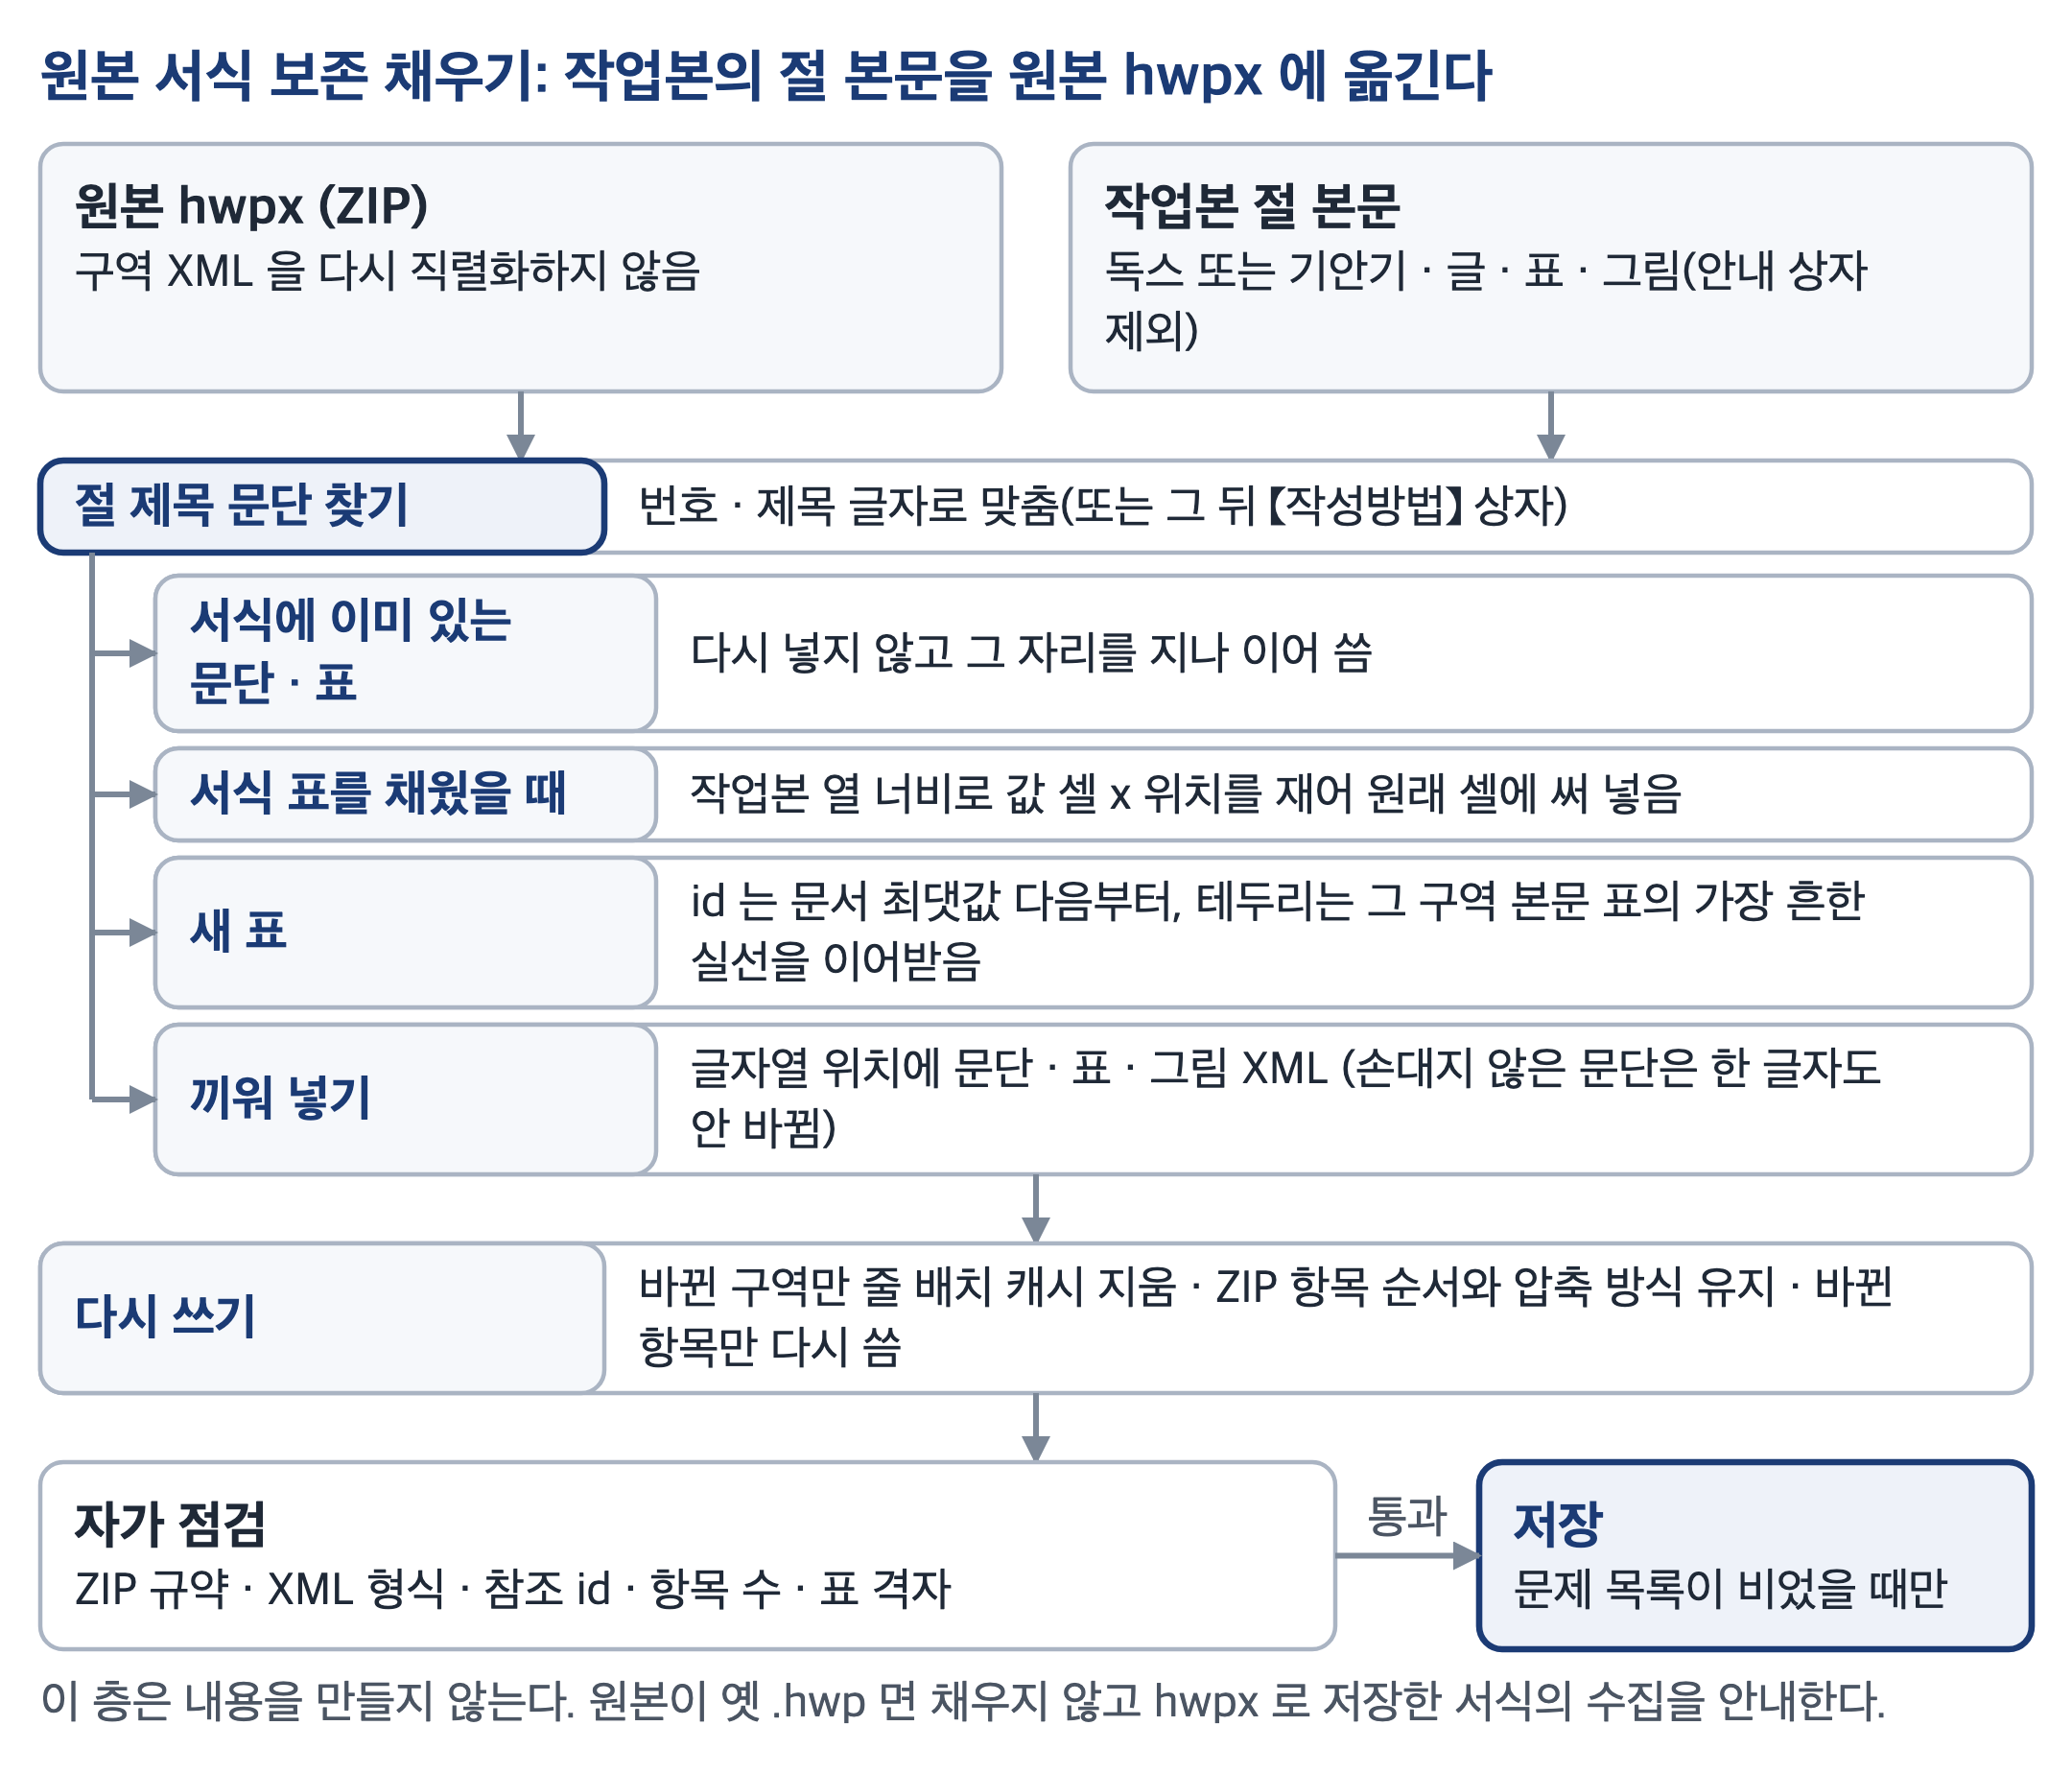 원본 서식 보존 채우기: 작업본의 절 본문을 원본 hwpx 에 옮긴다
원본 hwpx (ZIP)
구역 XML 을 다시 직렬화하지 않음
작업본 절 본문
독스 또는 기안기 · 글 · 표 · 그림(안내 상자
제외)
절 제목 문단 찾기
번호 · 제목 글자로 맞춤(또는 그 뒤【작성방법】상자)
서식에 이미 있는
문단 · 표
다시 넣지 않고 그 자리를 지나 이어 씀
서식 표를 채웠을 때
작업본 열 너비로 값 셀 x 위치를 재어 원래 셀에 써 넣음
새 표
id 는 문서 최댓값 다음부터, 테두리는 그 구역 본문 표의 가장 흔한
실선을 이어받음
끼워 넣기
글자열 위치에 문단 · 표 · 그림 XML (손대지 않은 문단은 한 글자도
안 바뀜)
다시 쓰기
바뀐 구역만 줄 배치 캐시 지움 · ZIP 항목 순서와 압축 방식 유지 · 바뀐
항목만 다시 씀
자가 점검
ZIP 규약 · XML 형식 · 참조 id · 항목 수 · 표 격자
통과
저장
문제 목록이 비었을 때만
이 층은 내용을 만들지 않는다. 원본이 옛 .hwp 면 채우지 않고 hwpx 로 저장한 서식의 수집을 안내한다.